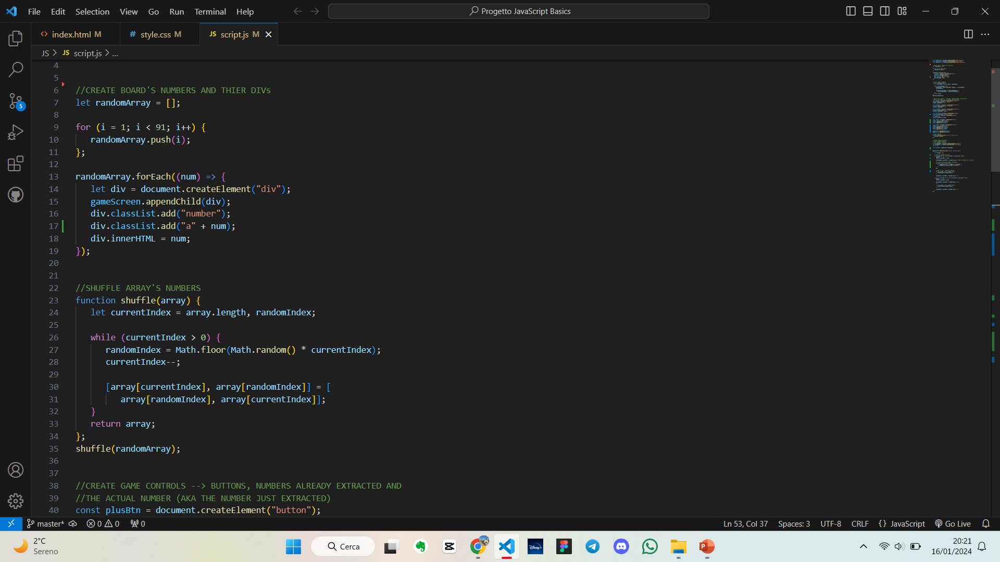 File Edit Selection View Go Run Terminal Help
Progetto JavaScript Basics
<> index.html M
# style.css M
JS script.js M
JS > JS script.js > ...
4
5
6 //CREATE BOARD'S NUMBERS AND THIER DIVs
7 let randomArray = [];
8
9 for (i = 1; i < 91; i++) {
10 randomArray.push(i);
11 };
12
13 randomArray.forEach((num) => {
14 let div = document.createElement("div");
15 gameScreen.appendChild(div);
16 div.classList.add("number");
17 div.classList.add("a" + num);
18 div.innerHTML = num;
19 });
20
21
22 //SHUFFLE ARRAY'S NUMBERS
23 function shuffle(array) {
24 let currentIndex = array.length, randomIndex;
25
26 while (currentIndex > 0) {
27 randomIndex = Math.floor(Math.random() * currentIndex);
28 currentIndex--;
29
30 [array[currentIndex], array[randomIndex]] = [
31 array[randomIndex], array[currentIndex]];
32 }
33 return array;
34 };
35 shuffle(randomArray);
36
37
38 //CREATE GAME CONTROLS --> BUTTONS, NUMBERS ALREADY EXTRACTED AND
39 //THE ACTUAL NUMBER (AKA THE NUMBER JUST EXTRACTED)
40 const plusBtn = document.createElement("button");
5
master* 0 0 0
Ln 53, Col 37 Spaces: 3 UTF-8 CRLF {} JavaScript Go Live
2°C
Sereno
Cerca
Disney+
P
20:21
16/01/2024